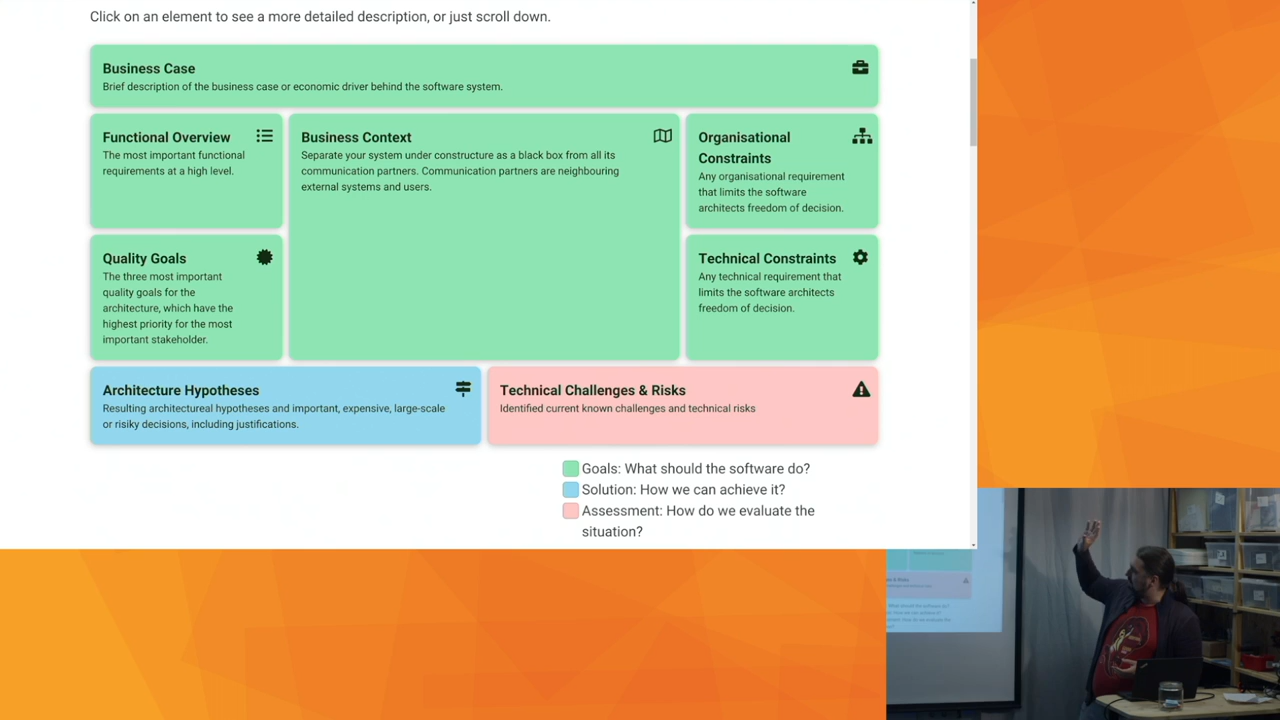 Click on an element to see a more detailed description, or just scroll down.
Business Case
Brief description of the business case or economic driver behind the software system.
Functional Overview
The most important functional
requirements at a high level.
Business Context
Separate your system under constructure as a black box from all its
communication partners. Communication partners are neighbouring
external systems and users.
Organisational
Constraints
Any organisational requirement
that limits the software
architects freedom of decision.
Quality Goals
The three most important
quality goals for the
architecture, which have the
highest priority for the most
important stakeholder.
Technical Constraints
Any technical requirement that
limits the software architects
freedom of decision.
Architecture Hypotheses
Resulting architectureal hypotheses and important, expensive, large-scale
or risiky decisions, including justifications.
Technical Challenges & Risks
Identified current known challenges and technical risks
Goals: What should the software do?
Solution: How we can achieve it?
Assessment: How do we evaluate the
situation?